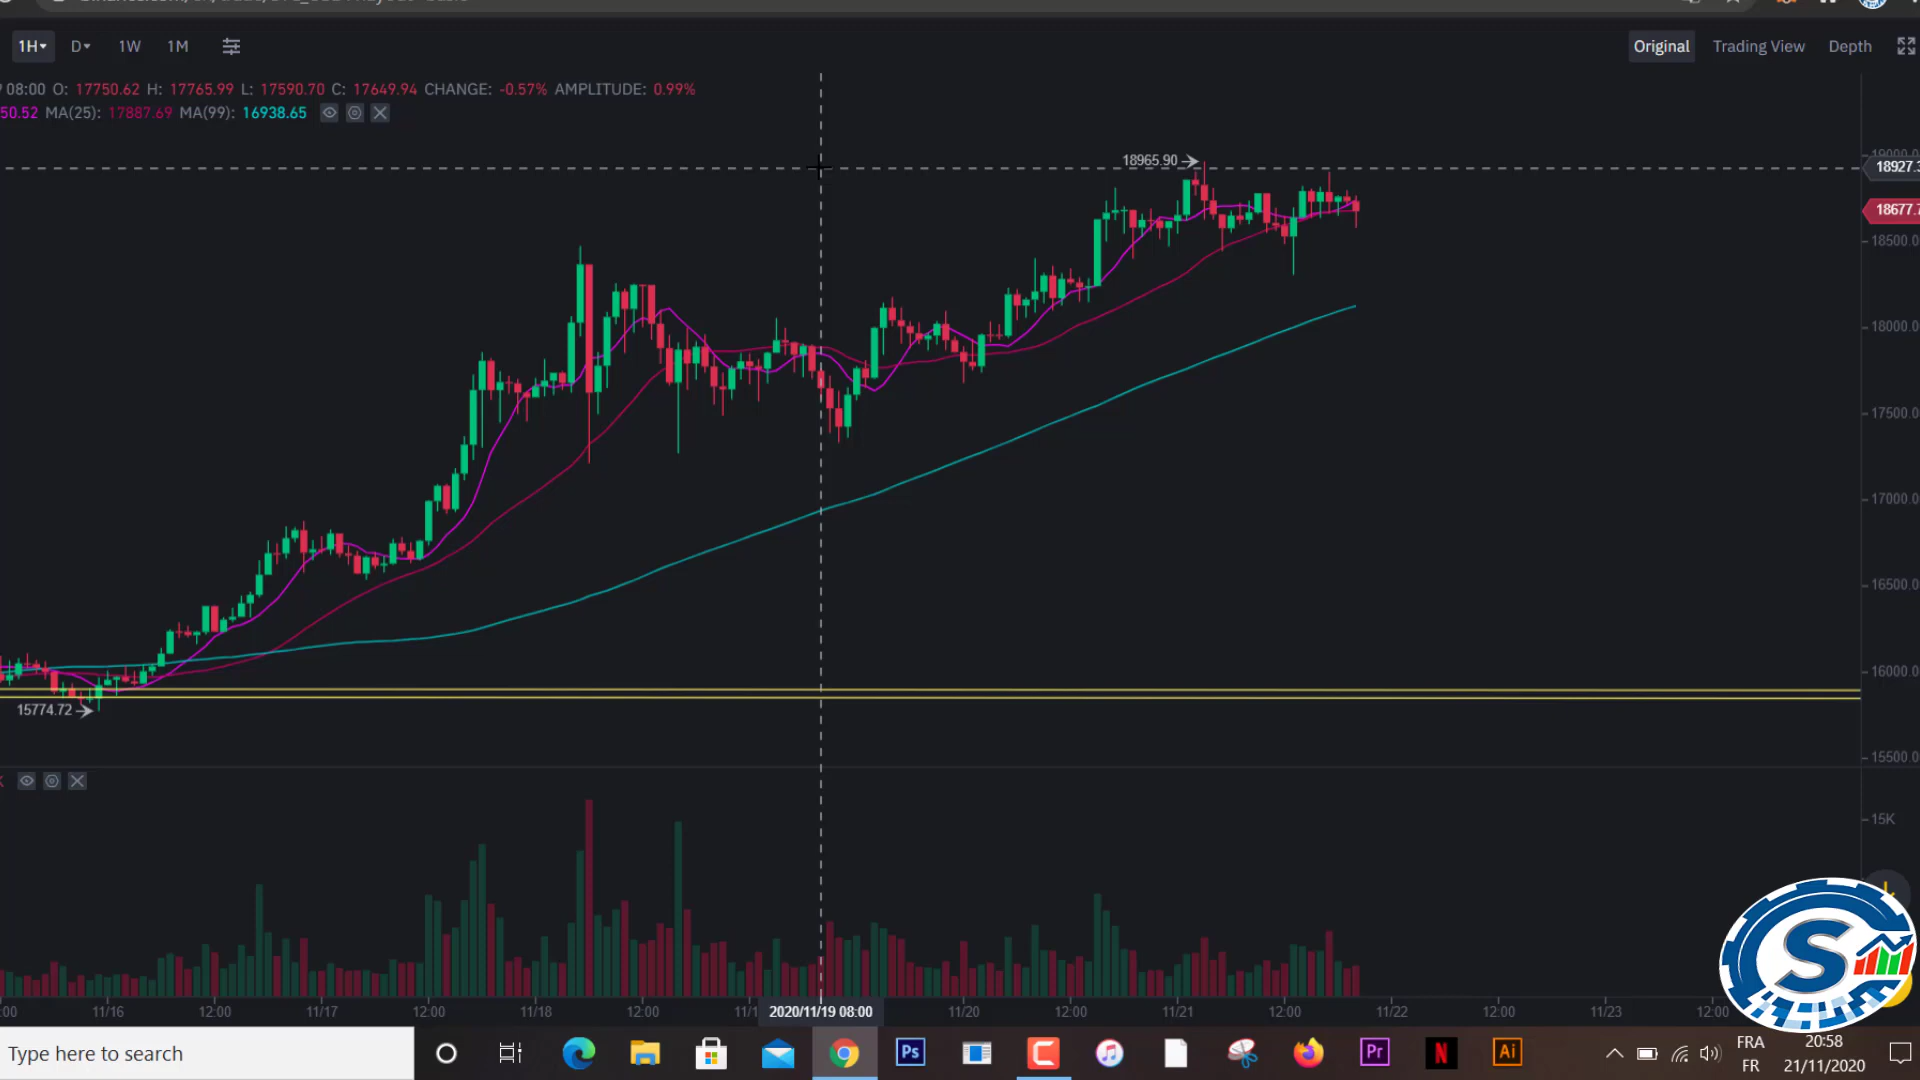 1H D 1W 1M Original Trading View Depth
08:00 O: 17750.62 H: 17765.99 L: 17590.70 C: 17649.94 CHANGE: -0.57% AMPLITUDE: 0.99%
50.52 MA(25): 17887.69 MA(99): 16938.65
18965.90
18927.3
18677.7
18500.0
18000.0
17500.0
17000.0
16500.0
16000.0
15774.72
15500.0
15K
S
:00 11/16 12:00 11/17 12:00 11/18 12:00 11/1 2020/11/19 08:00 11/20 12:00 11/21 12:00 11/22 12:00 11/23 12:00
Type here to search
Ps Pr N Ai
FRA 20:58
FR 21/11/2020